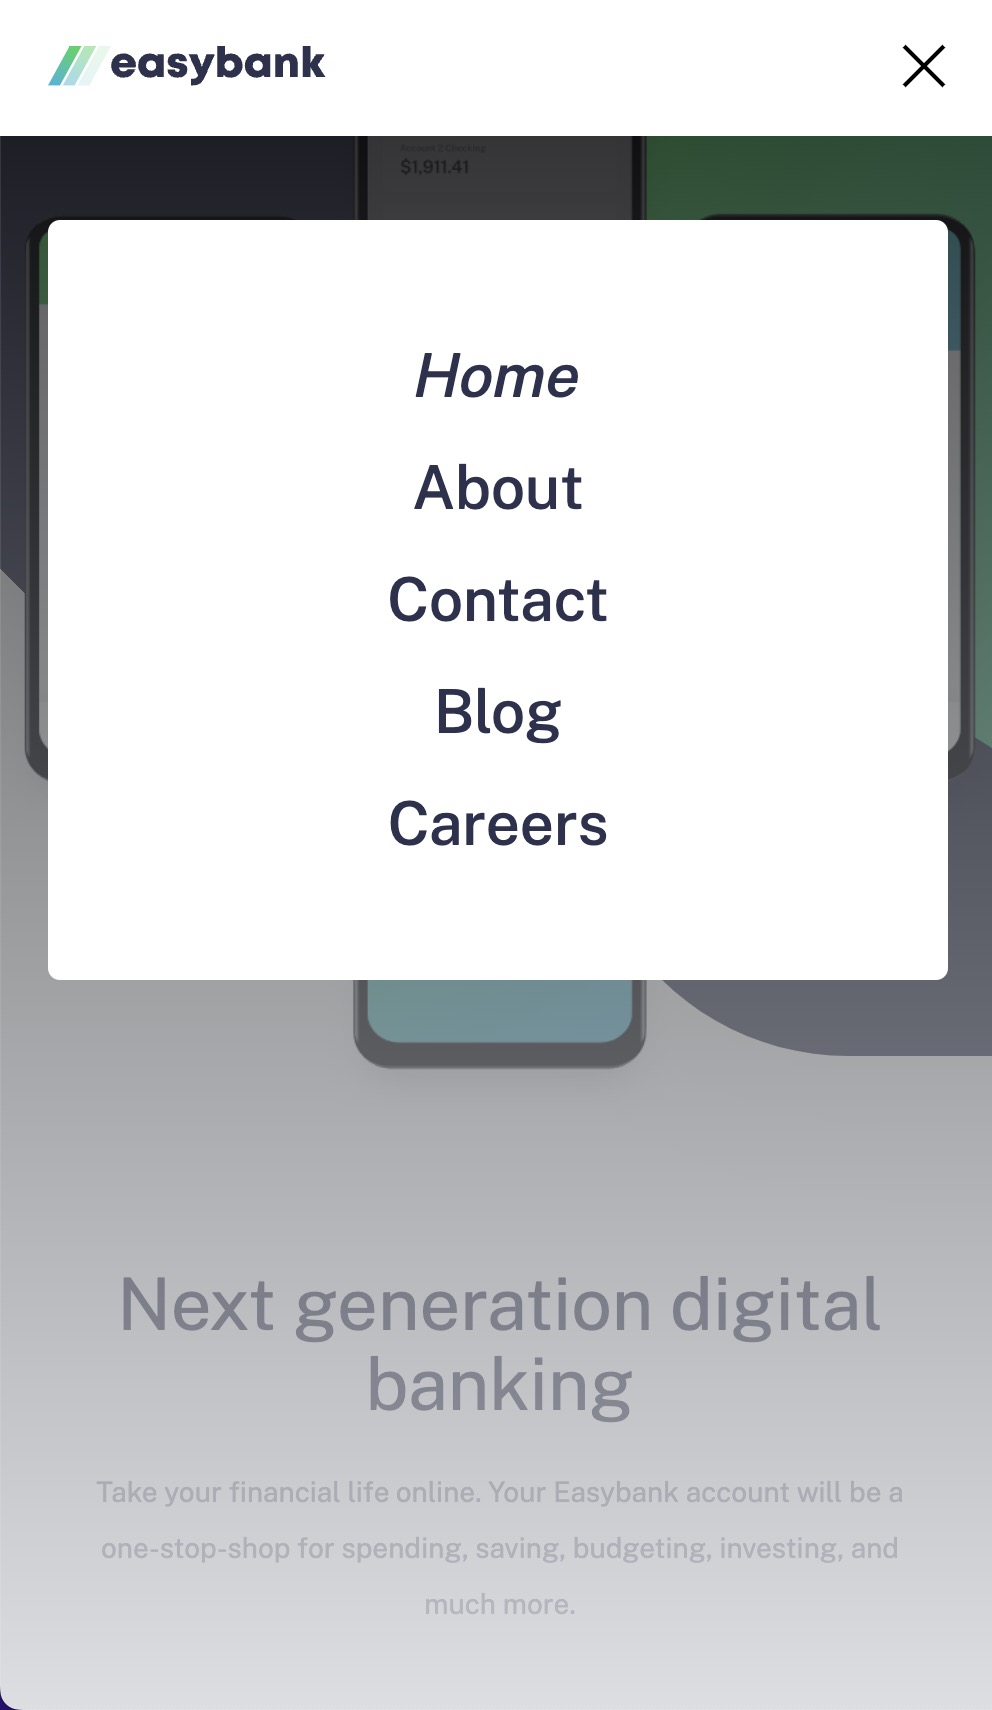 easybank
Account 2 Checking
$1,911.41
Home
About
Contact
Blog
Careers
Next generation digital
banking
Take your financial life online. Your Easybank account will be a
one-stop-shop for spending, saving, budgeting, investing, and
much more.